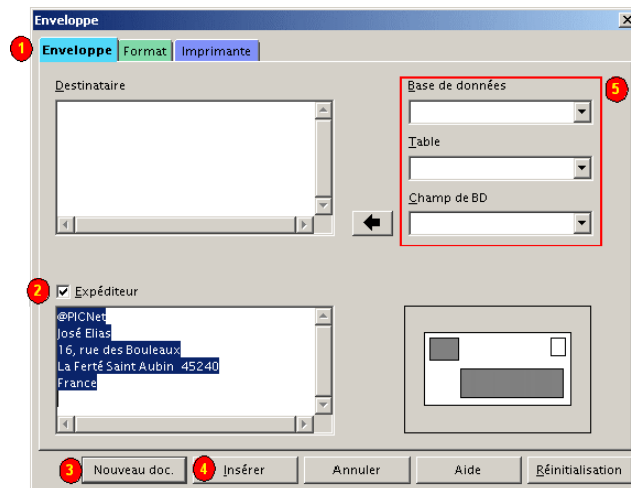 Enveloppe
1 Enveloppe Format Imprimante
Destinataire
Base de données 5
Table
Champ de BD
2 Expéditeur
@PICNet
José Elias
16, rue des Bouleaux
La Ferté Saint Aubin 45240
France
3 Nouveau doc. 4 Insérer Annuler Aide Réinitialisation